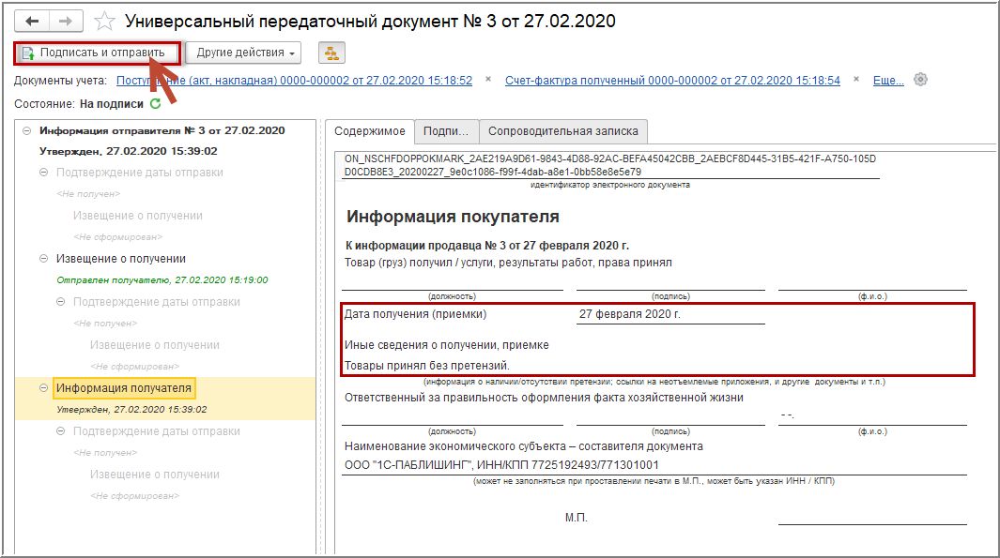 Универсальный передаточный документ № 3 от 27.02.2020
Подписать и отправить Другие действия
Документы учета: Поступление (акт, накладная) 0000-000002 от 27.02.2020 15:18:52 × Счет-фактура полученный 0000-000002 от 27.02.2020 15:18:54 × Еще...
Состояние: На подписи
Информация отправителя № 3 от 27.02.2020
Утвержден, 27.02.2020 15:39:02
Подтверждение даты отправки
<Не получен>
Извещение о получении
<Не сформирован>
Извещение о получении
Отправлен получателю, 27.02.2020 15:19:00
Подтверждение даты отправки
<Не получен>
Извещение о получении
<Не сформирован>
Информация получателя
Утвержден, 27.02.2020 15:39:02
Подтверждение даты отправки
<Не получен>
Извещение о получении
<Не сформирован>
Содержимое Подпи... Сопроводительная записка
ON_NSCHFDOPPOKMARK_2AE219A9D61-9843-4D88-92AC-BEFA45042CBB_2AEBCF8D445-31B5-421F-A750-105D
D0CDB8E3_20200227_9e0c1086-f99f-4dab-a8e1-0bb58e8e5e79
идентификатор электронного документа
Информация покупателя
К информации продавца № 3 от 27 февраля 2020 г.
Товар (груз) получил / услуги, результаты работ, права принял
(должность) (подпись) (ф.и.о.)
Дата получения (приемки) 27 февраля 2020 г.
Иные сведения о получении, приемке
Товары принял без претензий.
(информация о наличии/отсутствии претензии; ссылки на неотъемлемые приложения, и другие документы и т.п.)
Ответственный за правильность оформления факта хозяйственной жизни
- -.
(должность) (подпись) (ф.и.о.)
Наименование экономического субъекта – составителя документа
ООО "1С-ПАБЛИШИНГ", ИНН/КПП 7725192493/771301001
(может не заполняться при проставлении печати в М.П., может быть указан ИНН / КПП)
М.П.